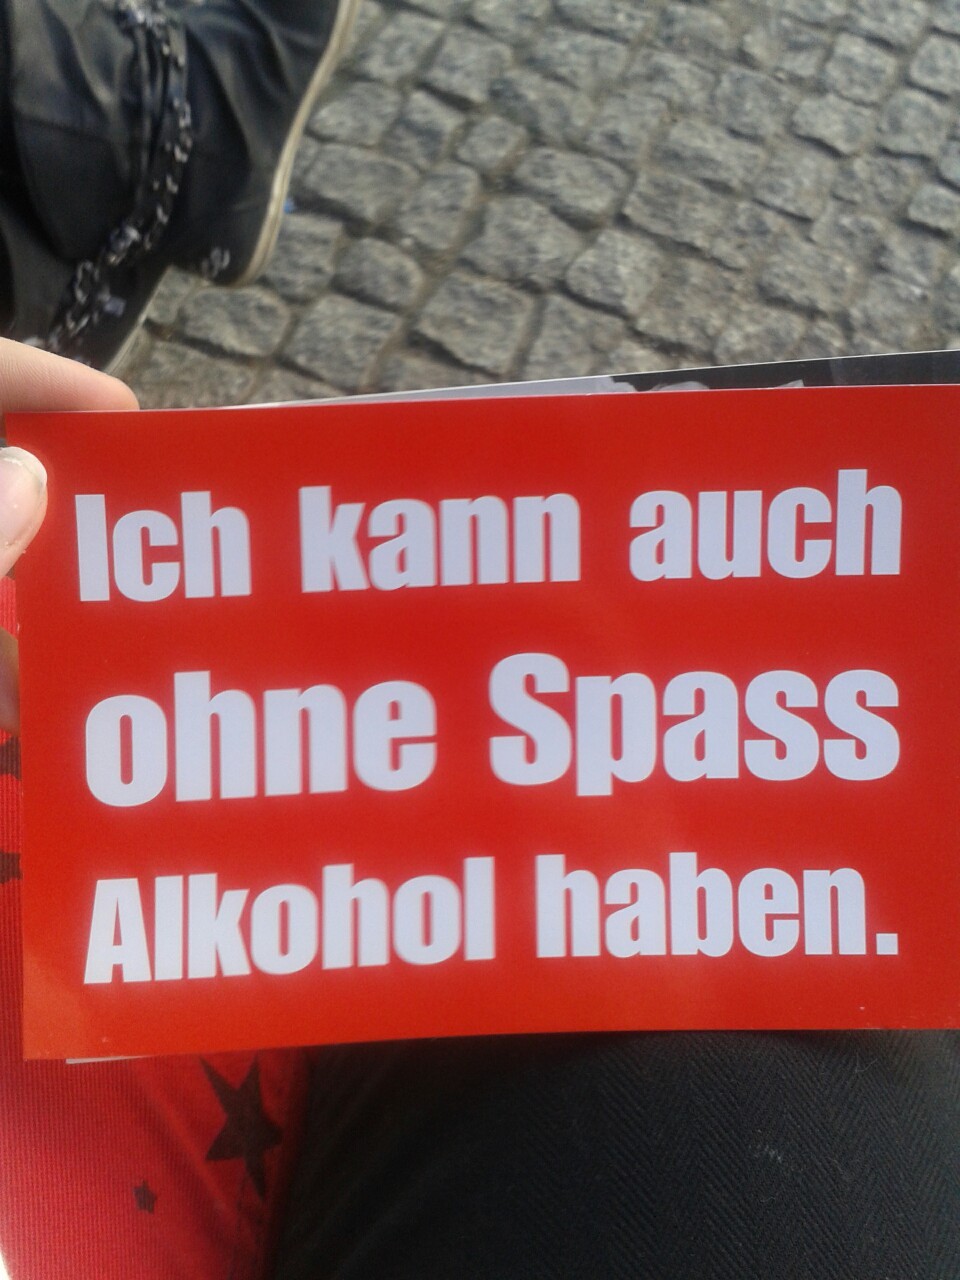 Ich kann auch
ohne Spass
Alkohol haben.